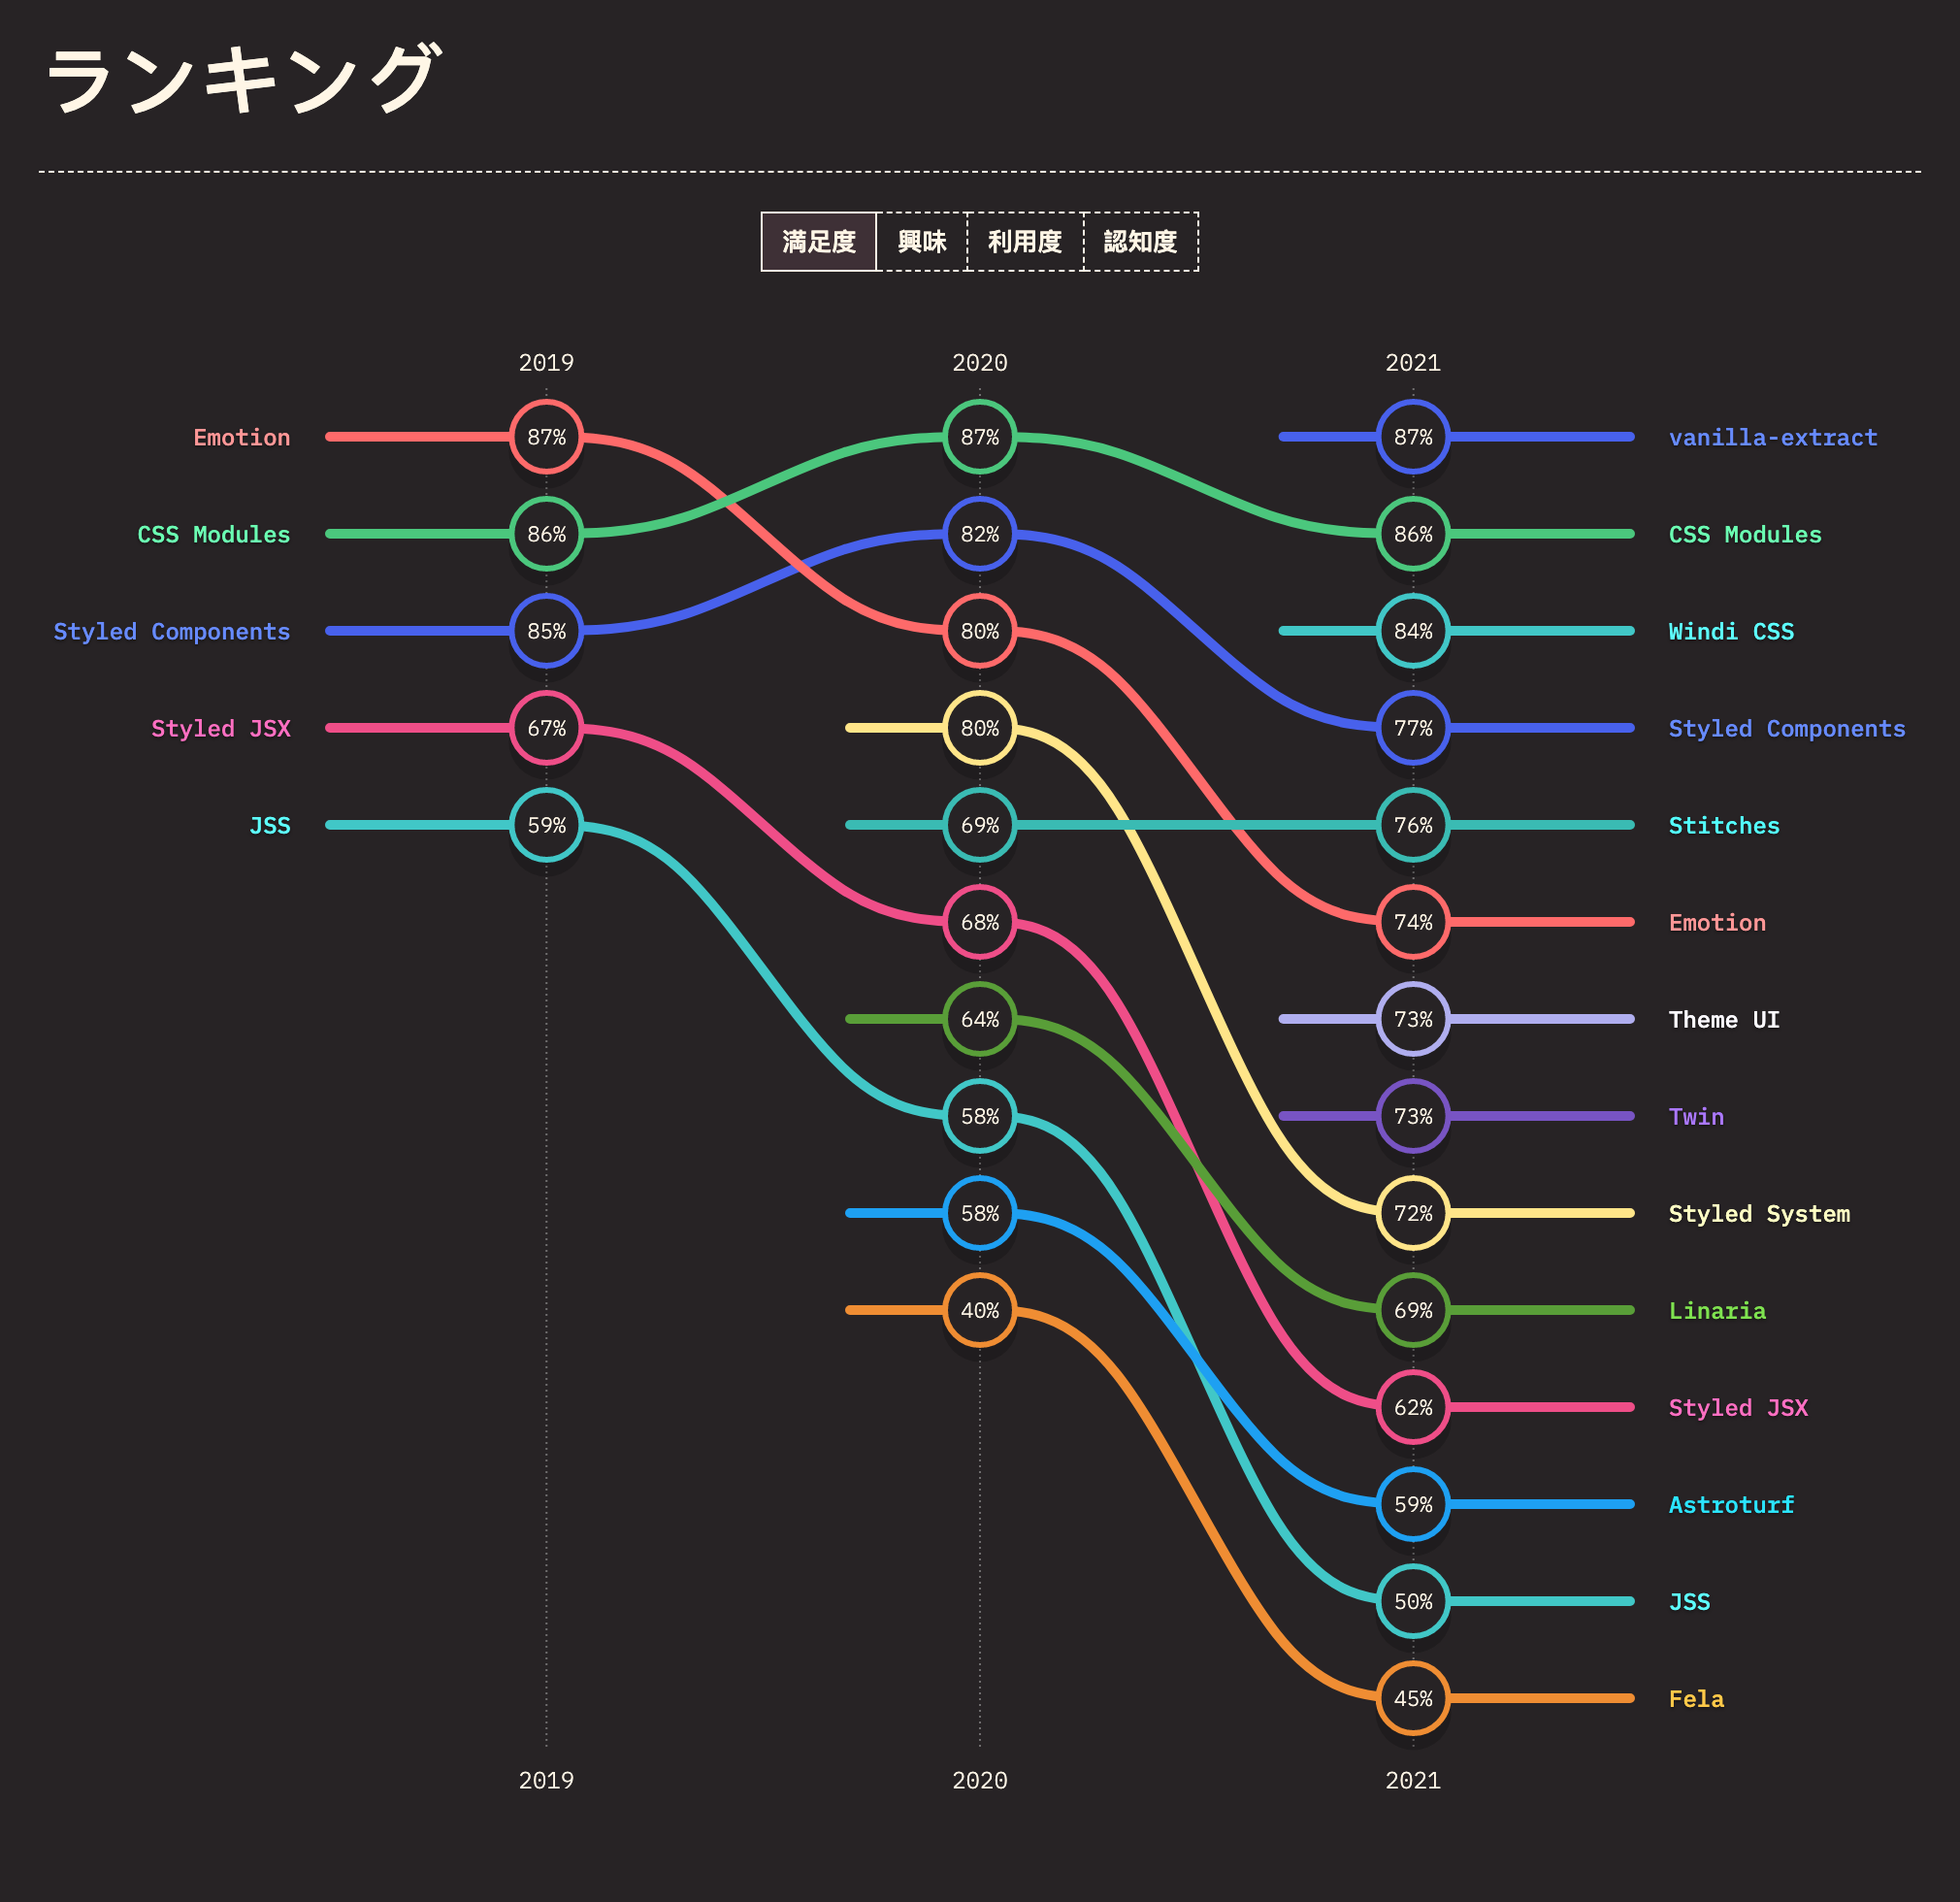 ランキング
満足度 興味 利用度 認知度
2019 2020 2021
Emotion 87% 87% 87% vanilla-extract
CSS Modules 86% 82% 86% CSS Modules
Styled Components 85% 80% 84% Windi CSS
Styled JSX 67% 80% 77% Styled Components
JSS 59% 69% 76% Stitches
68% 74% Emotion
64% 73% Theme UI
58% 73% Twin
58% 72% Styled System
40% 69% Linaria
62% Styled JSX
59% Astroturf
50% JSS
45% Fela
2019 2020 2021